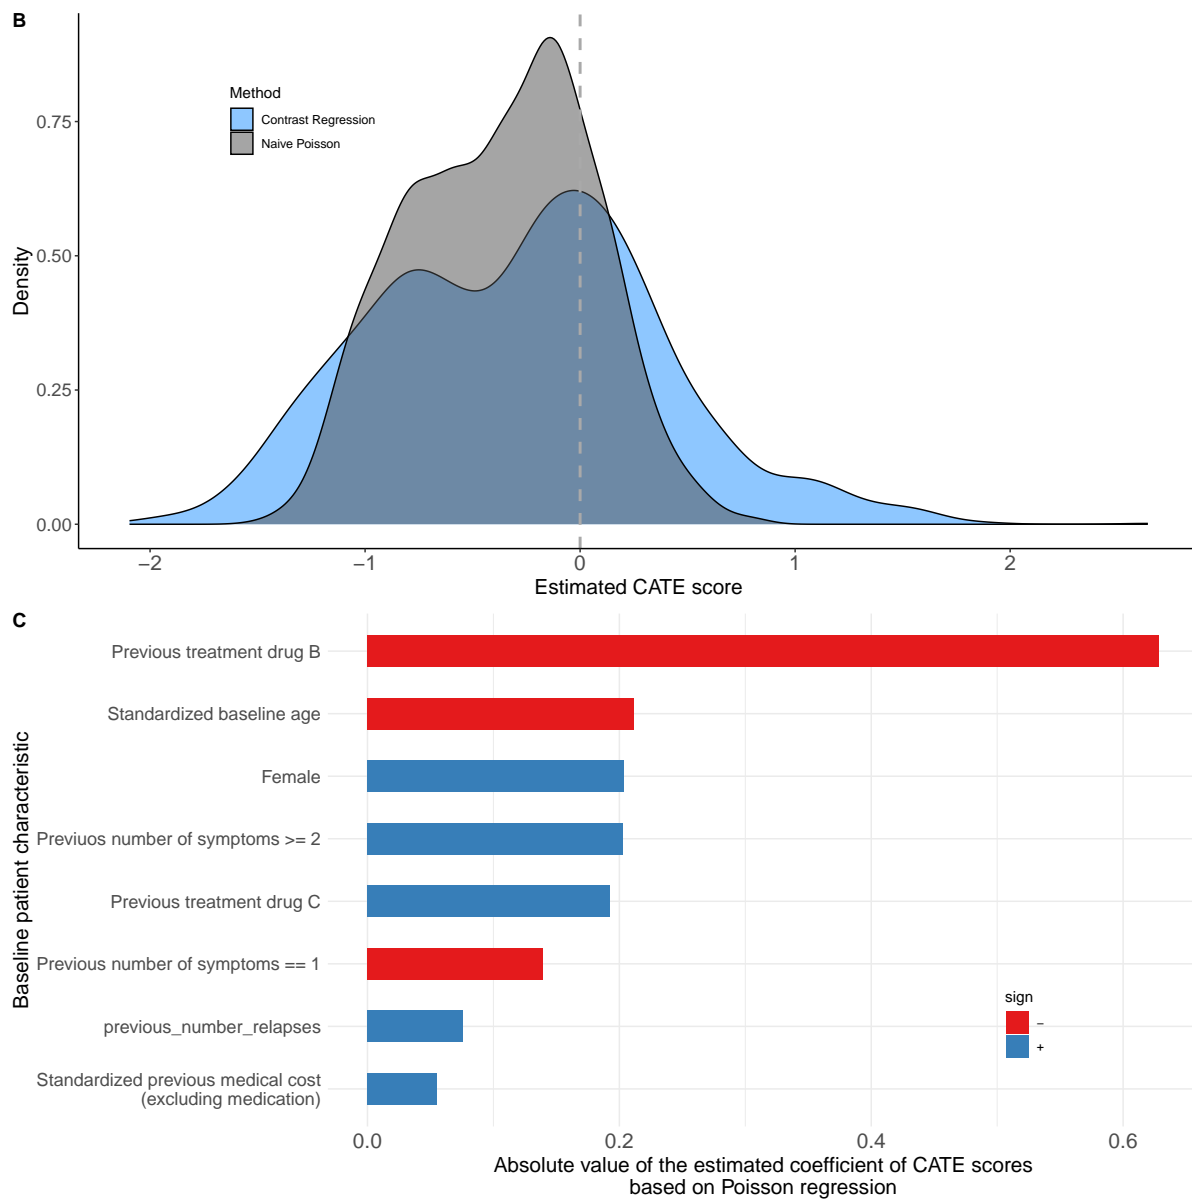 B
Method
Contrast Regression
Naive Poisson
Density
0.75
0.50
0.25
0.00
−2
−1
0
1
2
Estimated CATE score
C
Baseline patient characteristic
Previous treatment drug B
Standardized baseline age
Female
Previuos number of symptoms >= 2
Previous treatment drug C
Previous number of symptoms == 1
previous_number_relapses
Standardized previous medical cost
(excluding medication)
sign
−
+
0.0
0.2
0.4
0.6
Absolute value of the estimated coefficient of CATE scores
based on Poisson regression